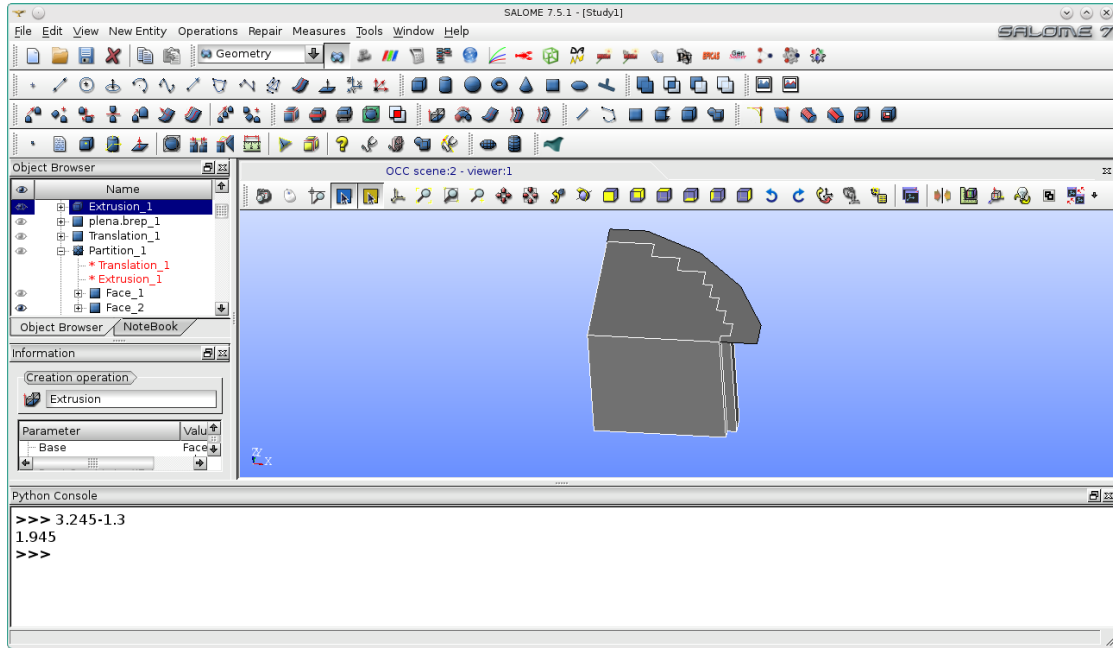 SALOME 7.5.1 - [Study1]
File Edit View New Entity Operations Repair Measures Tools Window Help
SALOME 7
Geometry
Object Browser
OCC scene:2 - viewer:1
Name
Extrusion_1
plena.brep_1
Translation_1
Partition_1
* Translation_1
* Extrusion_1
Face_1
Face_2
Object Browser NoteBook
Information
Creation operation
Extrusion
Parameter Valu
Base Face
X
Python Console
>>> 3.245-1.3
1.945
>>>